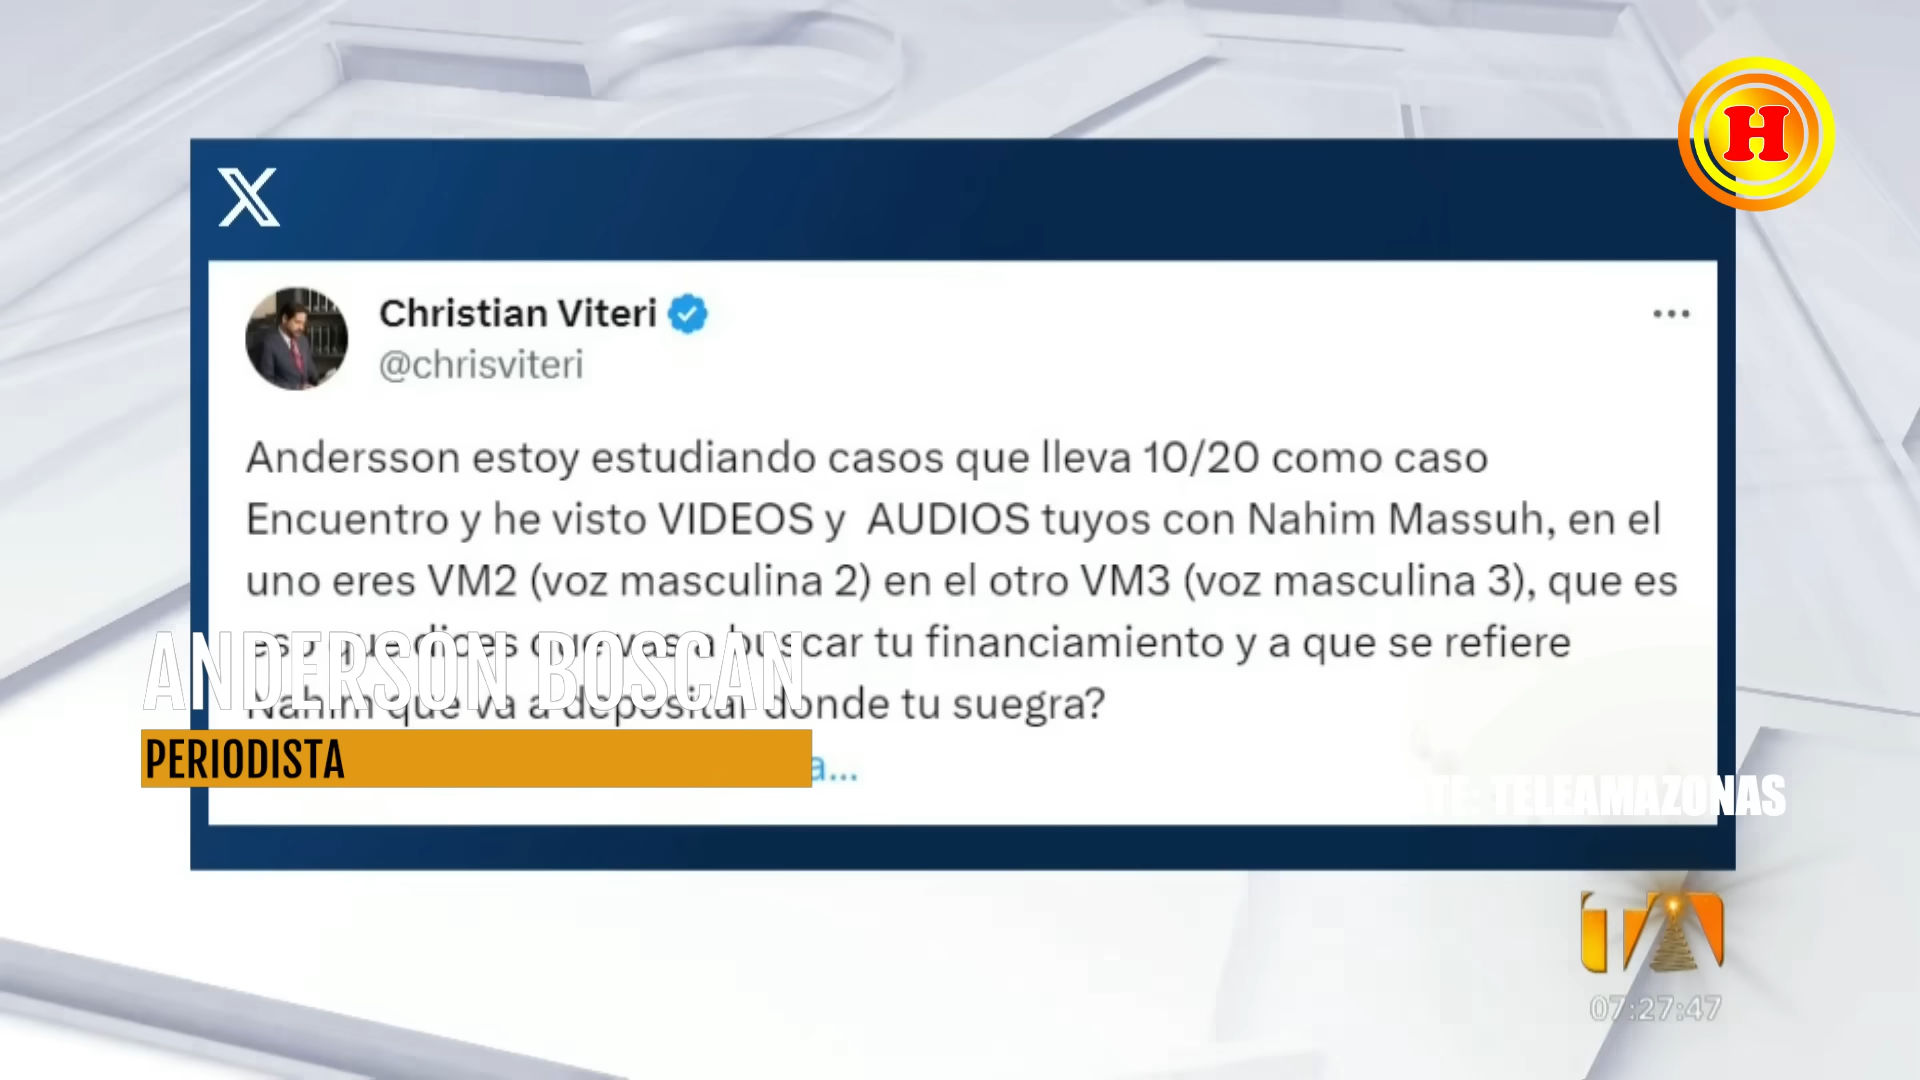 H
X
Christian Viteri
@chrisviteri
Andersson estoy estudiando casos que lleva 10/20 como caso
Encuentro y he visto VIDEOS y AUDIOS tuyos con Nahim Massuh, en el
uno eres VM2 (voz masculina 2) en el otro VM3 (voz masculina 3), que es
eso que dices que vas a buscar tu financiamiento y a que se refiere
Nahim que va a depositar donde tu suegra?
a...
ANDERSON BOSCAN
PERIODISTA
TE: TELEAMAZONAS
07:27:47